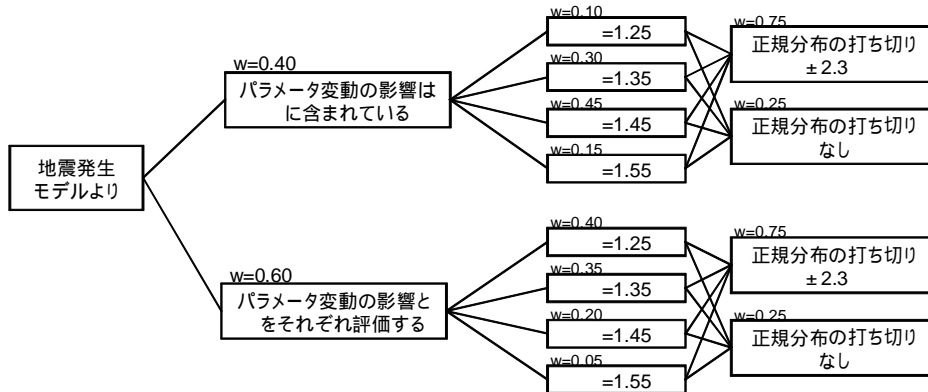 地震発生
モデルより
w=0.40
パラメータ変動の影響は
に含まれている
w=0.10
=1.25
w=0.30
=1.35
w=0.45
=1.45
w=0.15
=1.55
w=0.75
正規分布の打ち切り
±2.3
w=0.25
正規分布の打ち切り
なし
w=0.60
パラメータ変動の影響と
をそれぞれ評価する
w=0.40
=1.25
w=0.35
=1.35
w=0.20
=1.45
w=0.05
=1.55
w=0.75
正規分布の打ち切り
±2.3
w=0.25
正規分布の打ち切り
なし